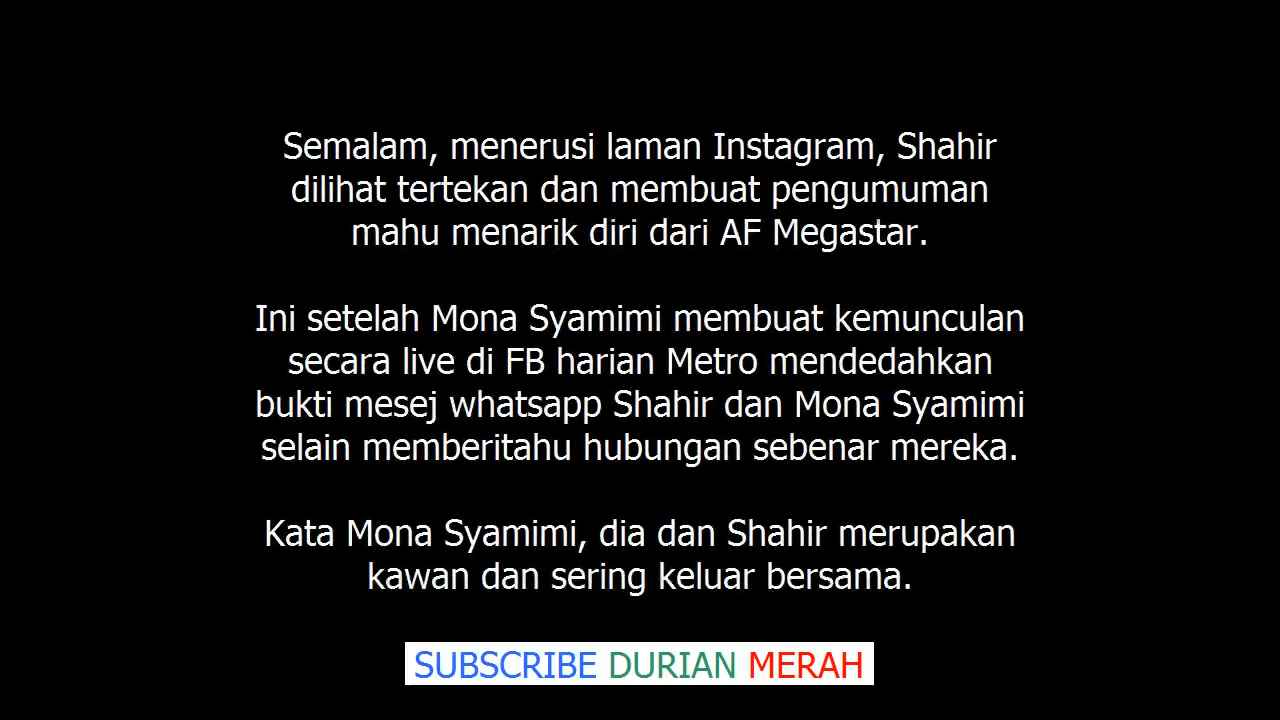 Semalam, menerusi laman Instagram, Shahir
dilihat tertekan dan membuat pengumuman
mahu menarik diri dari AF Megastar.
Ini setelah Mona Syamimi membuat kemunculan
secara live di FB harian Metro mendedahkan
bukti mesej whatsapp Shahir dan Mona Syamimi
selain memberitahu hubungan sebenar mereka.
Kata Mona Syamimi, dia dan Shahir merupakan
kawan dan sering keluar bersama.
SUBSCRIBE DURIAN MERAH